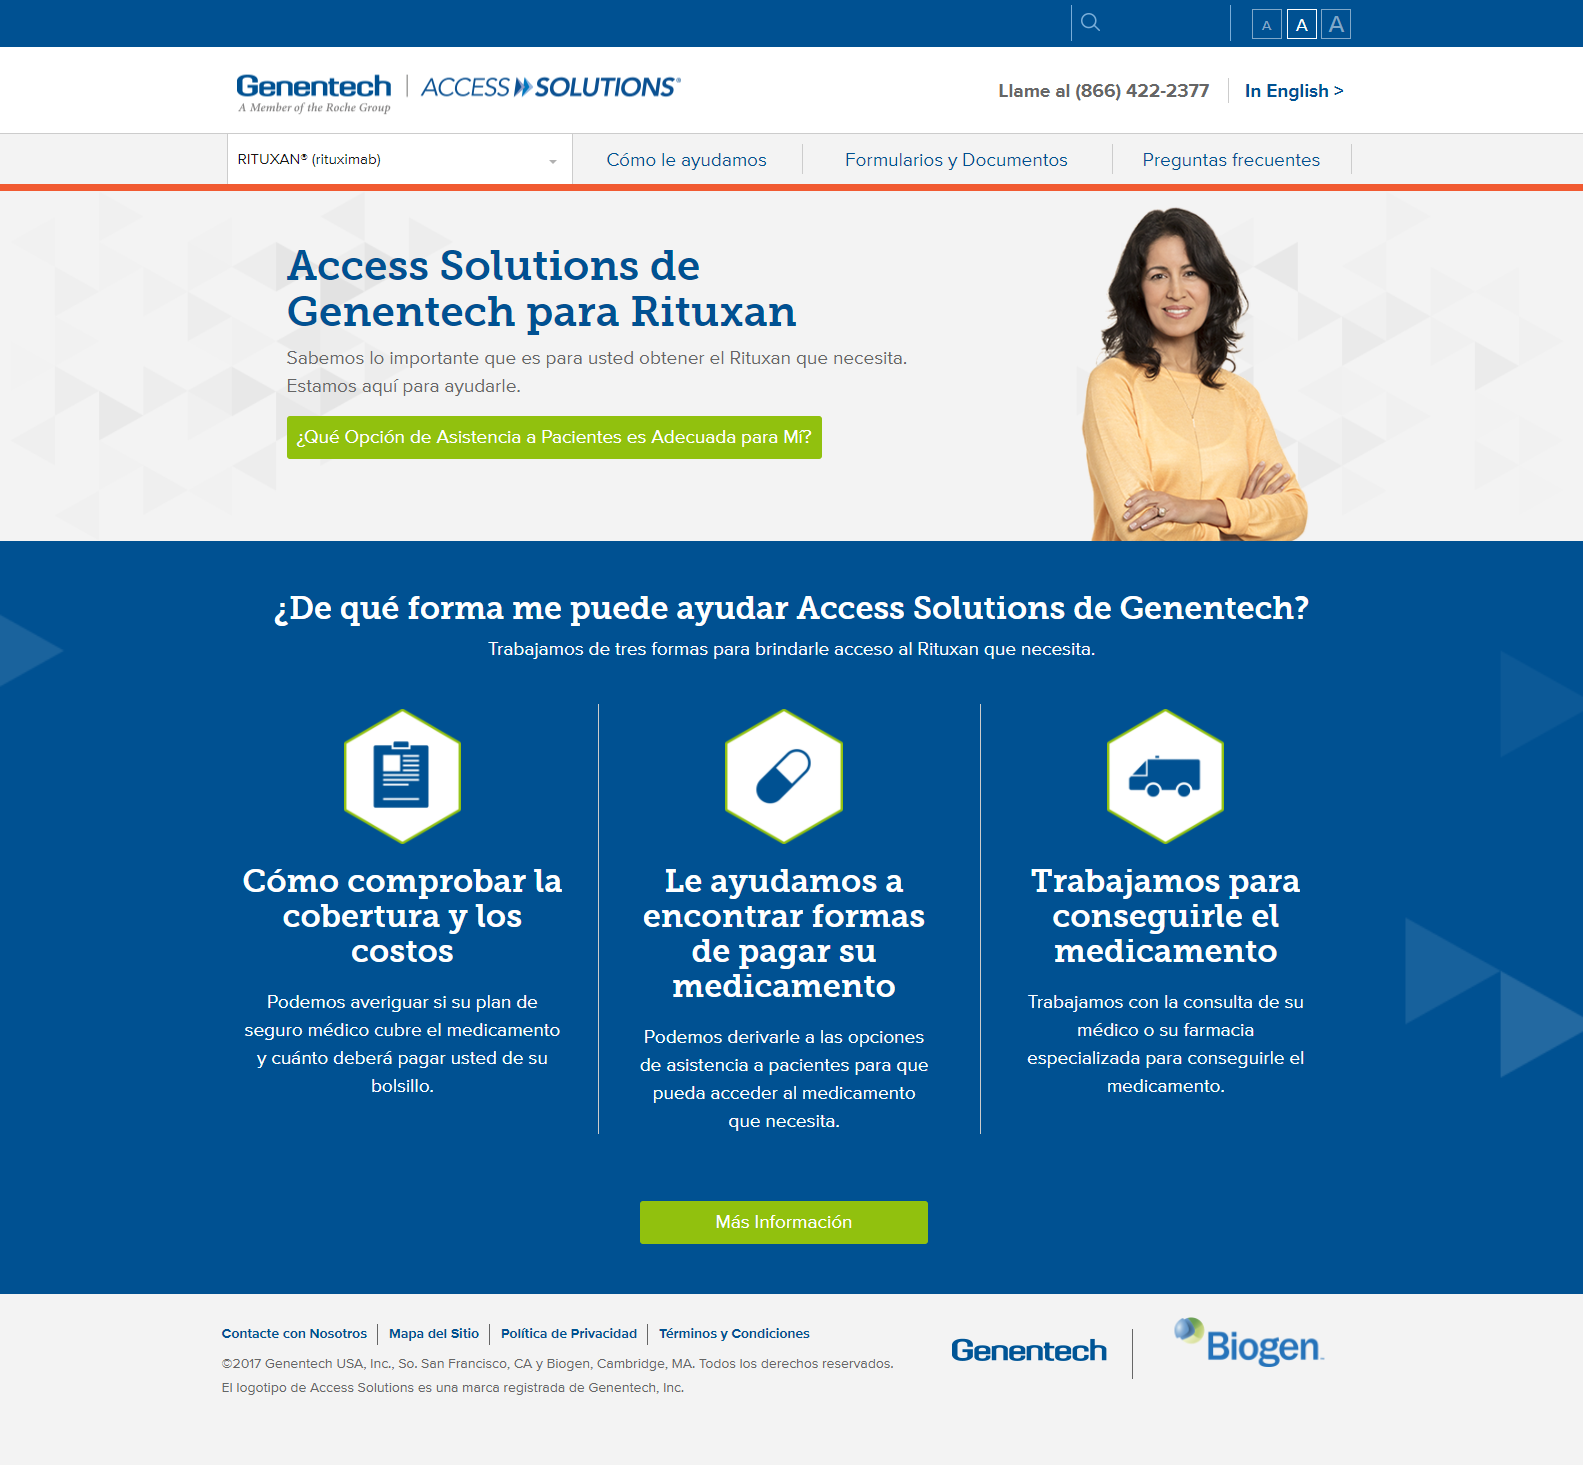 A A A
Genentech | ACCESS SOLUTIONS®
A Member of the Roche Group
Llame al (866) 422-2377
In English >
RITUXAN® (rituximab)
Cómo le ayudamos
Formularios y Documentos
Preguntas frecuentes
Access Solutions de
Genentech para Rituxan
Sabemos lo importante que es para usted obtener el Rituxan que necesita.
Estamos aquí para ayudarle.
¿Qué Opción de Asistencia a Pacientes es Adecuada para Mí?
¿De qué forma me puede ayudar Access Solutions de Genentech?
Trabajamos de tres formas para brindarle acceso al Rituxan que necesita.
Cómo comprobar la
cobertura y los
costos
Podemos averiguar si su plan de
seguro médico cubre el medicamento
y cuánto deberá pagar usted de su
bolsillo.
Le ayudamos a
encontrar formas
de pagar su
medicamento
Podemos derivarle a las opciones
de asistencia a pacientes para que
pueda acceder al medicamento
que necesita.
Trabajamos para
conseguirle el
medicamento
Trabajamos con la consulta de su
médico o su farmacia
especializada para conseguirle el
medicamento.
Más Información
Contacte con Nosotros
Mapa del Sitio
Política de Privacidad
Términos y Condiciones
©2017 Genentech USA, Inc., So. San Francisco, CA y Biogen, Cambridge, MA. Todos los derechos reservados.
El logotipo de Access Solutions es una marca registrada de Genentech, Inc.
Genentech
Biogen